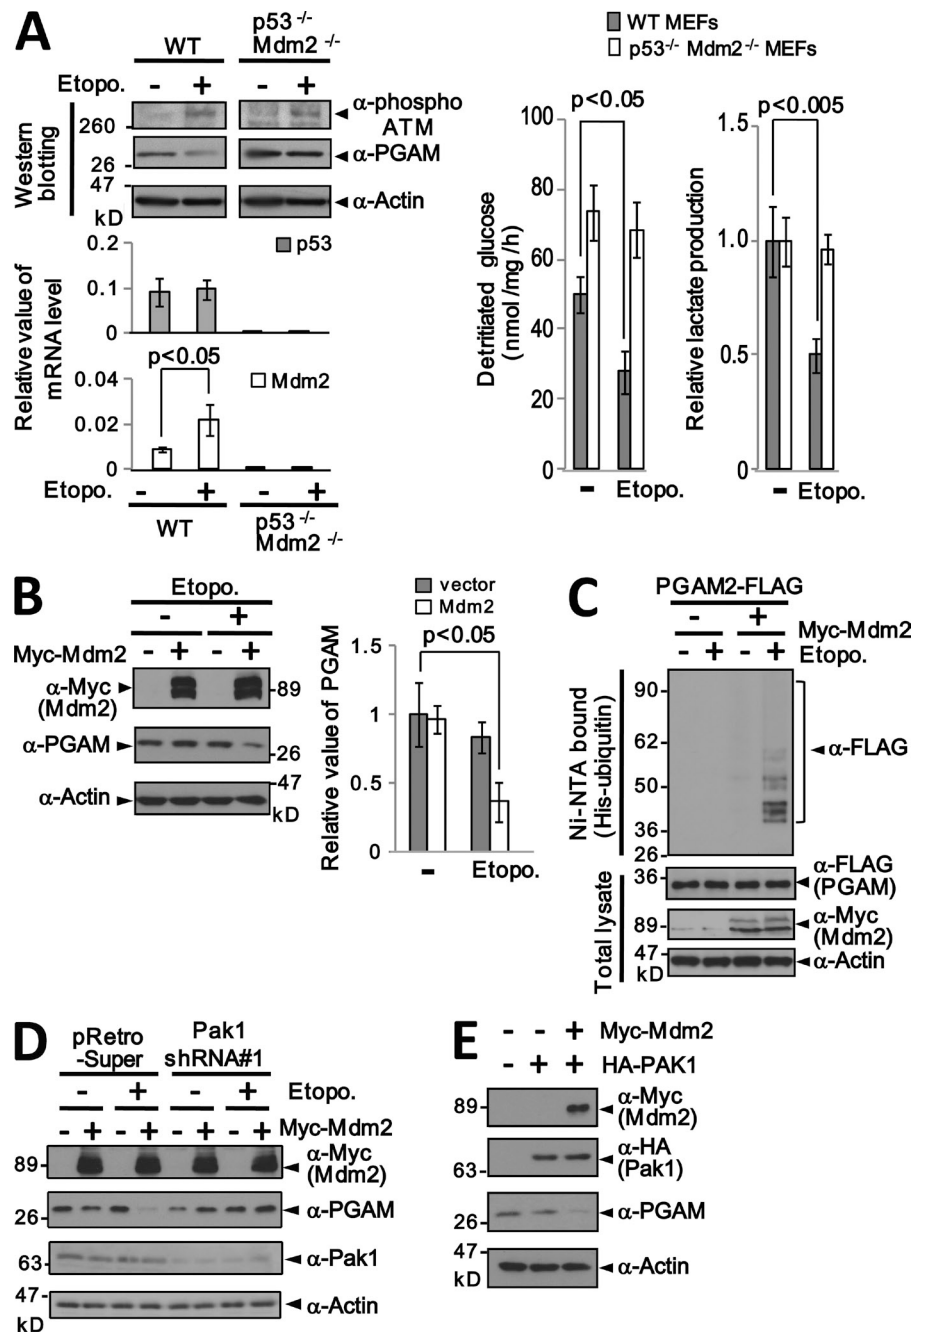 A
WT
p53 -/-
Mdm2 -/-
Etopo. - + - +
Western
blotting
260
26
47
kD
α-phospho
ATM
α-PGAM
α-Actin
Relative value of
mRNA level
0.2
0.1
0
p53
p<0.05
0.04
0.02
0
Mdm2
Etopo. - + - +
WT
p53 -/-
Mdm2 -/-
WT MEFs
p53-/- Mdm2-/- MEFs
Detritiated glucose
(nmol/mg/h)
100
80
60
40
20
0
p<0.05
- Etopo.
Relative lactate production
1.5
1.0
0.5
0
p<0.005
- Etopo.
B
Etopo.
- +
Myc-Mdm2 - + - +
α-Myc
(Mdm2)
89
α-PGAM
26
α-Actin
47
kD
vector
Mdm2
Relative value of PGAM
1.5
1
0.5
0
p<0.05
- Etopo.
C
PGAM2-FLAG
- + Myc-Mdm2
- + - + Etopo.
Ni-NTA bound
(His-ubiquitin)
90
62
50
36
26
α-FLAG
Total lysate
36
α-FLAG
(PGAM)
89
α-Myc
(Mdm2)
47
kD
α-Actin
D
pRetro
-Super
Pak1
shRNA#1
- + - + Etopo.
- + - + - + - + Myc-Mdm2
89
α-Myc
(Mdm2)
26
α-PGAM
63
α-Pak1
47
kD
α-Actin
E
- - + Myc-Mdm2
- + + HA-PAK1
89
α-Myc
(Mdm2)
63
α-HA
(Pak1)
26
α-PGAM
47
kD
α-Actin